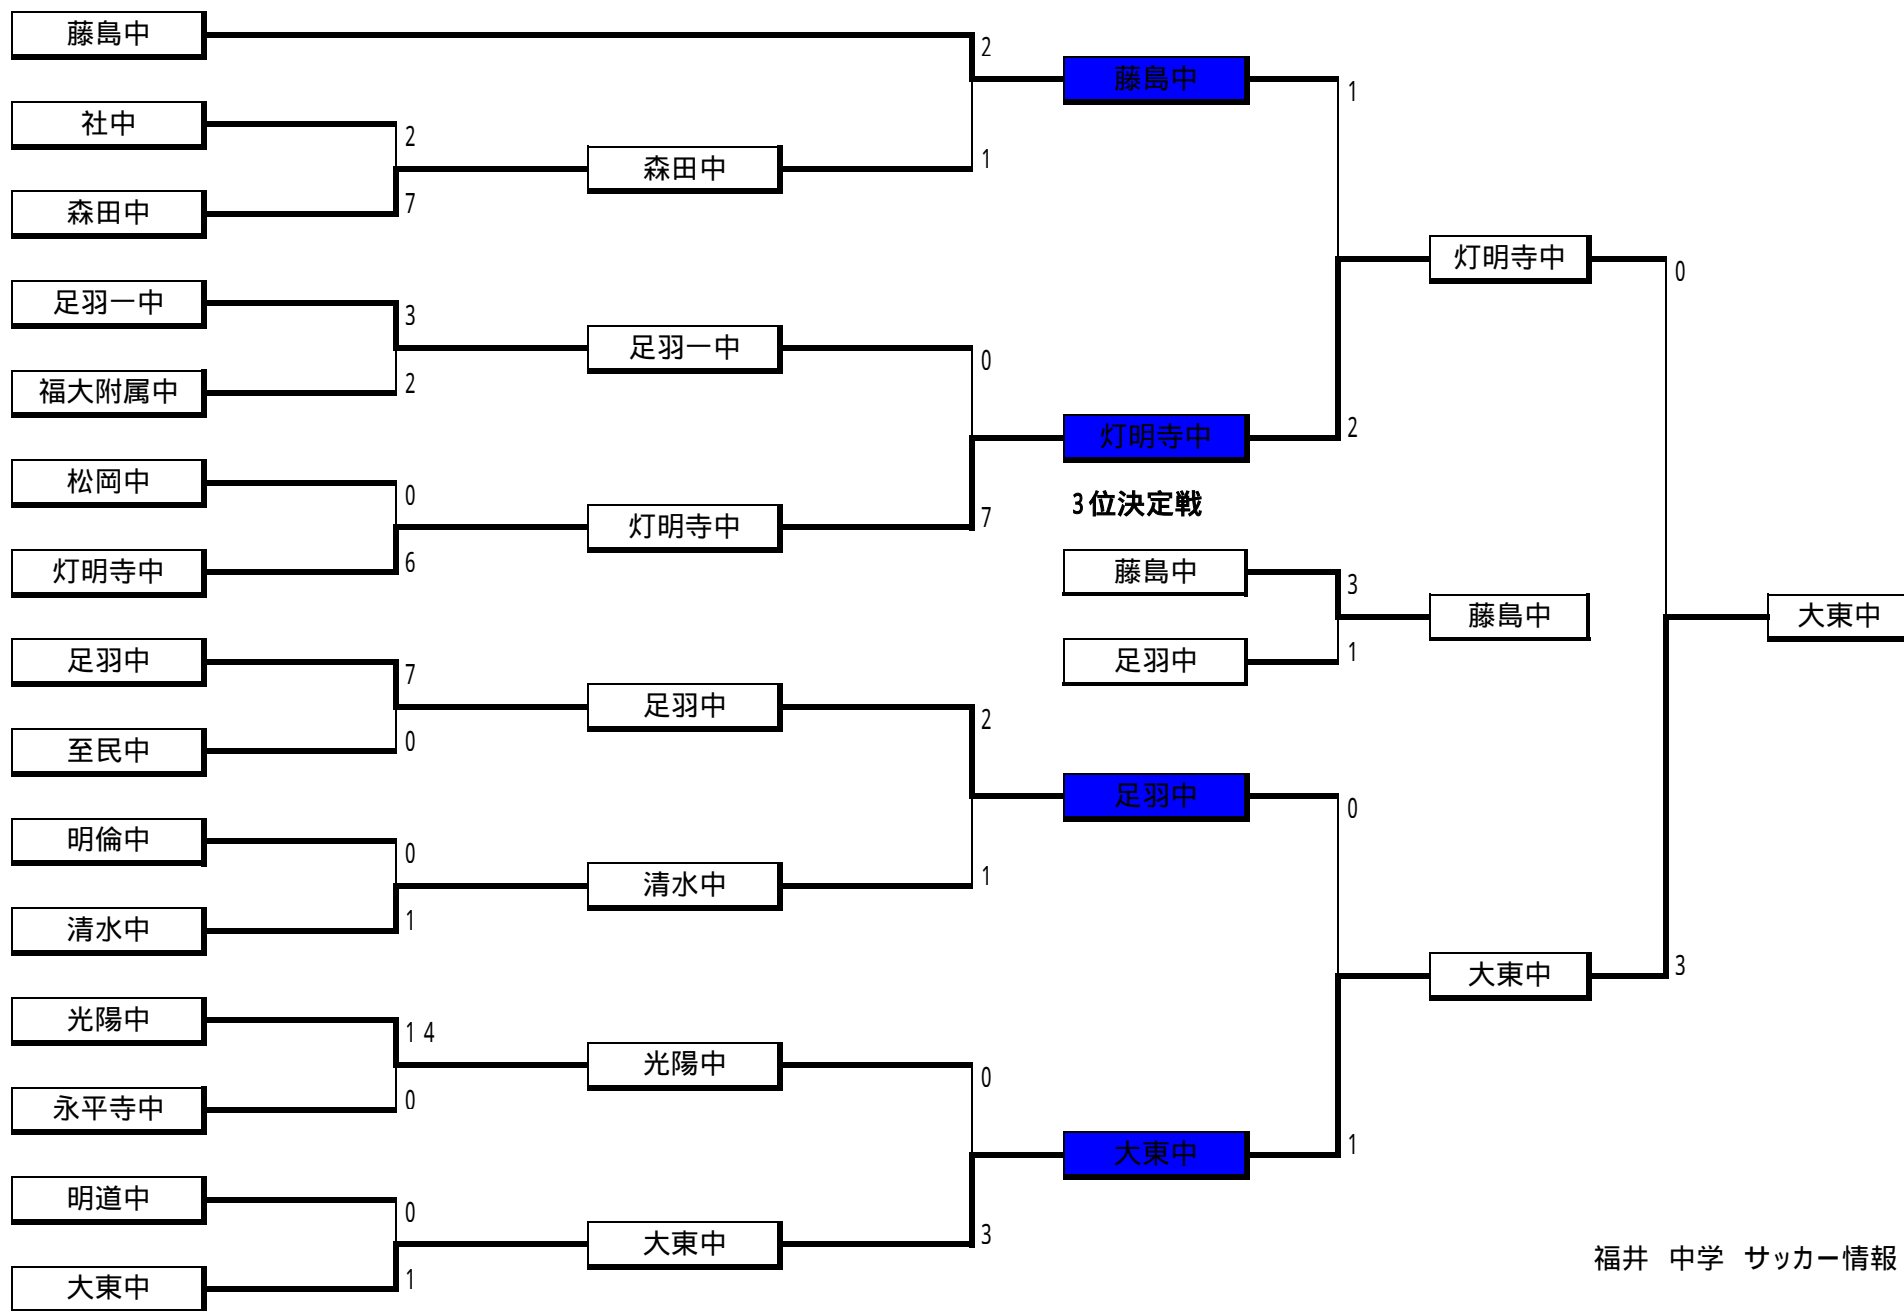 藤島中
2
藤島中
1
社中
2
森田中
1
森田中
7
灯明寺中
0
足羽一中
3
足羽一中
0
福大附属中
2
灯明寺中
2
松岡中
0
3位決定戦
灯明寺中
7
灯明寺中
6
藤島中
3
藤島中
大東中
足羽中
1
足羽中
7
足羽中
2
至民中
0
足羽中
0
明倫中
0
清水中
1
清水中
1
大東中
3
光陽中
14
光陽中
0
永平寺中
0
大東中
1
明道中
0
大東中
3
大東中
1
福井 中学 サッカー情報